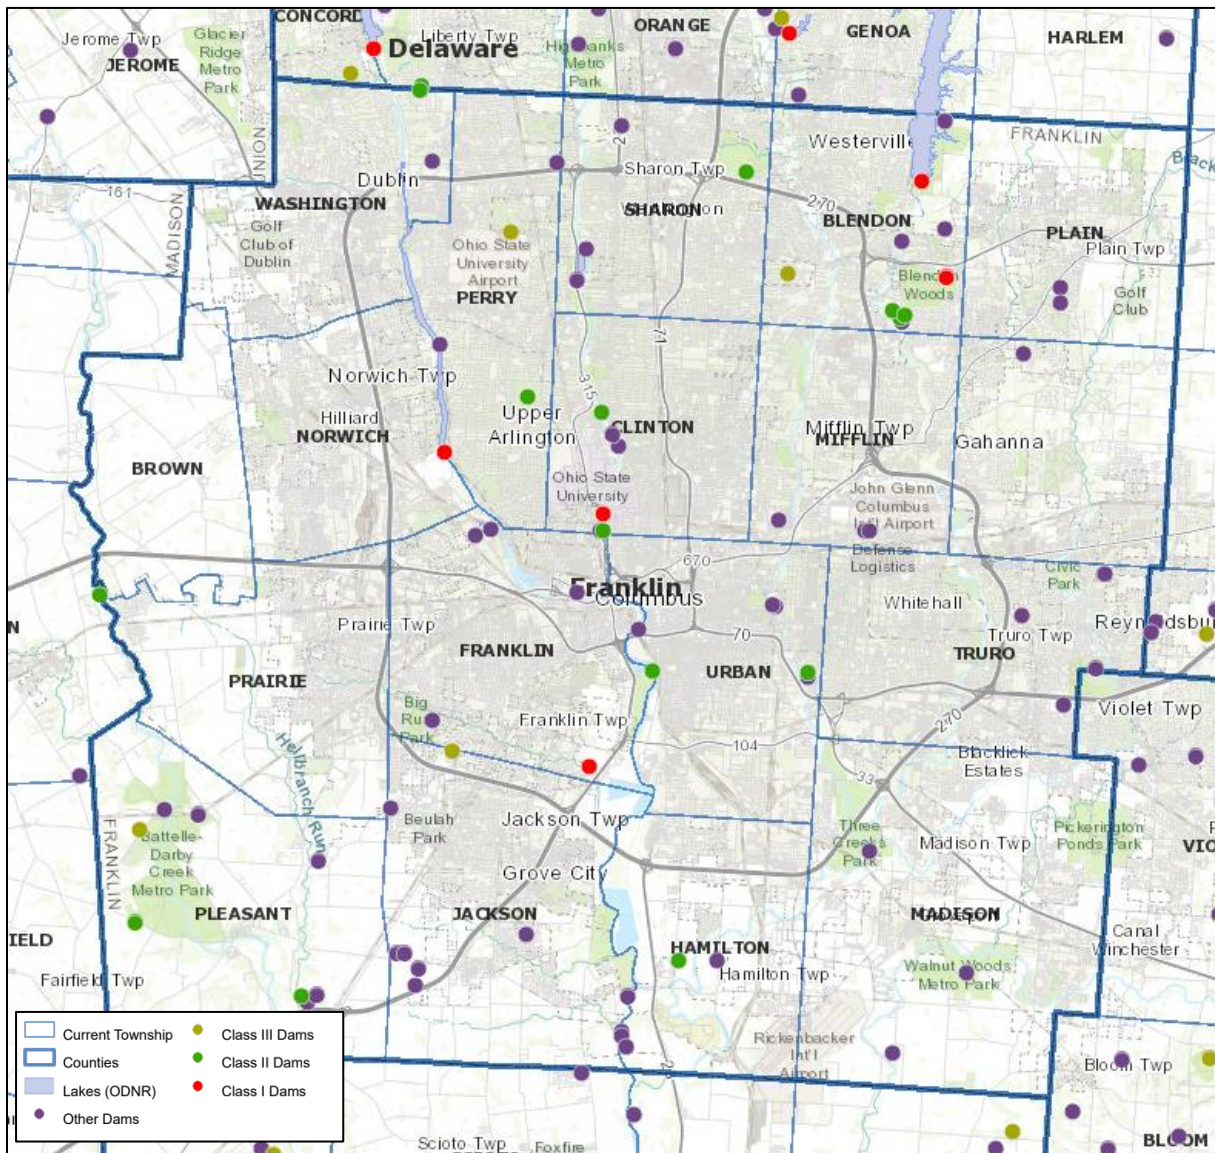 CONCORD
Jerome Twp
JEROME
Glacier
Ridge
Metro
Park
Delaware
Liberty Twp
ORANGE
GENOA
HARLEM
Metro
Park
UNION
MADISON
161
Dublin
WASHINGTON
Golf
Club of
Dublin
Sharon Twp
SHARON
Westerville
FRANKLIN
270
BLENDON
PLAIN
Plain Twp
Golf
Club
Woods
Ohio State
University
Airport
PERRY
71
315
Norwich Twp
Hilliard
NORWICH
BROWN
Upper
Arlington
CLINTON
Mifflin Twp
MIFFLIN
Gahanna
Ohio State
University
John Glenn
Columbus
Int'l Airport
Defense
Logistics
670
Civic
Park
Franklin
Columbus
Whitehall
N
Prairie Twp
FRANKLIN
70
URBAN
Truro Twp
TRURO
PRAIRIE
Big
Run
Park
Franklin Twp
104
270
Violet Twp
33
Blacklick
Estates
Hellbranch Run
FRANKLIN
Battelle-
Darby
Creek
Metro Park
Beulah
Park
Jackson Twp
Grove City
Three
Creeks
Park
Madison Twp
Pickerington
Ponds Park
VIO
PLEASANT
JACKSON
MADISON
IELD
Fairfield Twp
HAMILTON
Hamilton Twp
Canal
Winchester
Walnut Woods
Metro Park
Rickenbacker
Int'l
Airport
Bloom Twp
BLOOM
Scioto Twp
Foxfire
Current Township
Counties
Lakes (ODNR)
Other Dams
Class III Dams
Class II Dams
Class I Dams